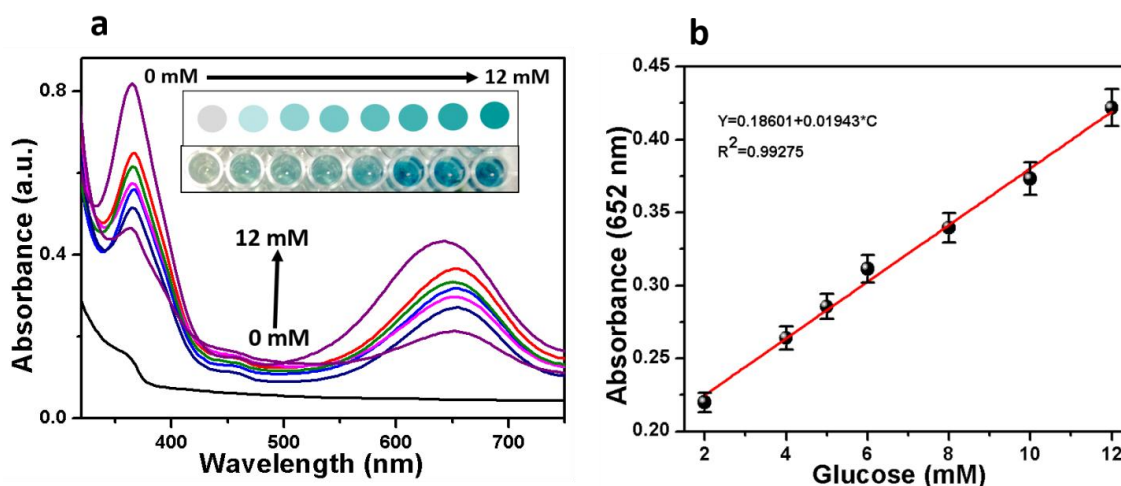 a
0 mM
12 mM
0.8
0.4
0.0
12 mM
0 mM
400
500
600
700
Absorbance (a.u.)
Wavelength (nm)
b
0.45
0.40
0.35
0.30
0.25
0.20
Y=0.18601+0.01943*C
R²=0.99275
2
4
6
8
10
12
Absorbance (652 nm)
Glucose (mM)